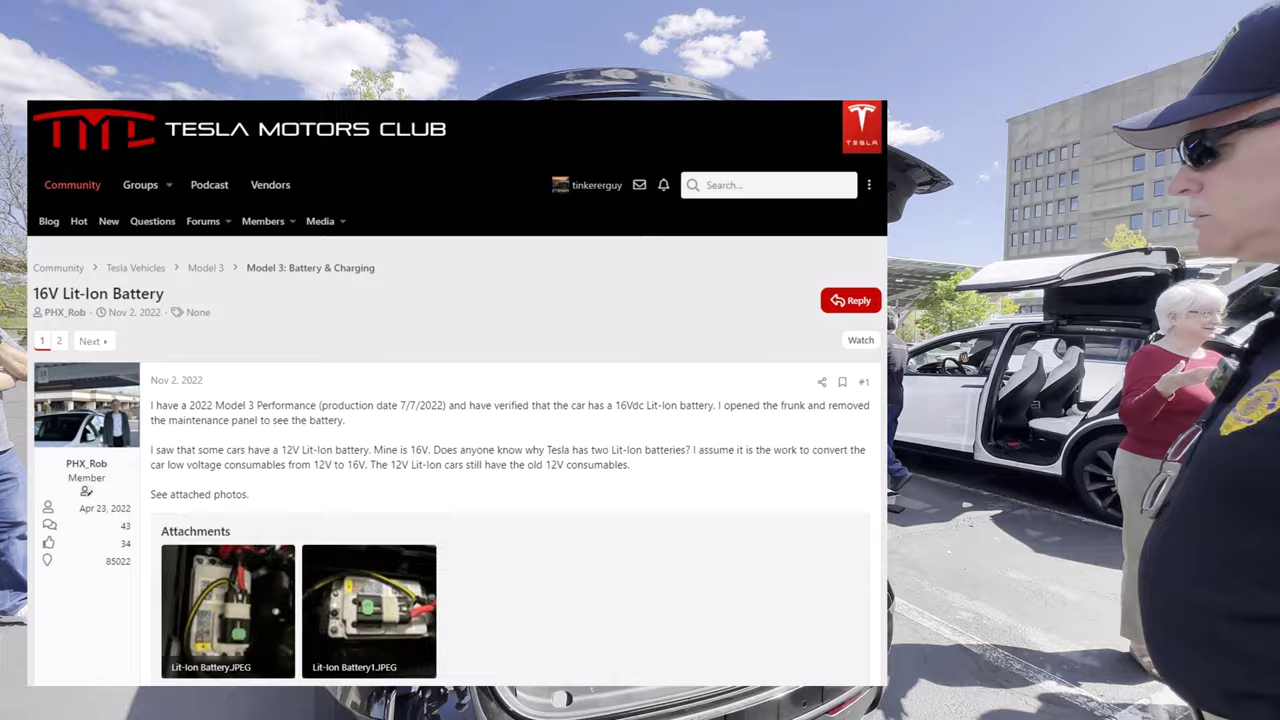 TMC TESLA MOTORS CLUB
TESLA
Community Groups Podcast Vendors tinkererguy Search...
Blog Hot New Questions Forums Members Media
Community > Tesla Vehicles > Model 3 > Model 3: Battery & Charging
16V Lit-Ion Battery
Reply
PHX_Rob · Nov 2, 2022 · None
1 2 Next
Watch
Nov 2, 2022 #1
I have a 2022 Model 3 Performance (production date 7/7/2022) and have verified that the car has a 16Vdc Lit-Ion battery. I opened the frunk and removed
the maintenance panel to see the battery.
I saw that some cars have a 12V Lit-Ion battery. Mine is 16V. Does anyone know why Tesla has two Lit-Ion batteries? I assume it is the work to convert the
car low voltage consumables from 12V to 16V. The 12V Lit-Ion cars still have the old 12V consumables.
See attached photos.
PHX_Rob
Member
Apr 23, 2022
43
34
85022
Attachments
Lit-Ion Battery.JPEG
Lit-Ion Battery1.JPEG